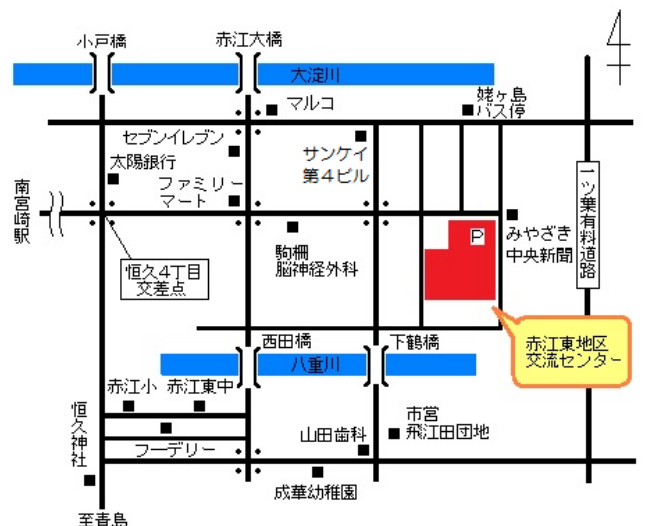 小戸橋
赤江大橋
大淀川
マルコ
姥ヶ島
バス停
セブンイレブン
太陽銀行
サンケイ
第4ビル
ファミリー
マート
南宮崎駅
一ツ葉有料道路
P
みやざき
中央新聞
駒柵
脳神経外科
恒久4丁目
交差点
西田橋
下鶴橋
八重川
赤江東地区
交流センター
赤江小
赤江東中
恒久神社
フーデリー
山田歯科
市営
飛江田団地
成華幼稚園
至青島